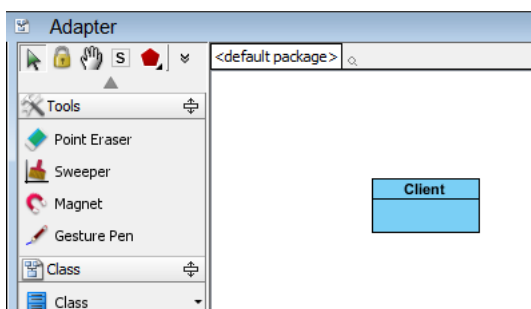 Adapter
S
<default package>
Tools
Point Eraser
Sweeper
Magnet
Gesture Pen
Class
Class
Client